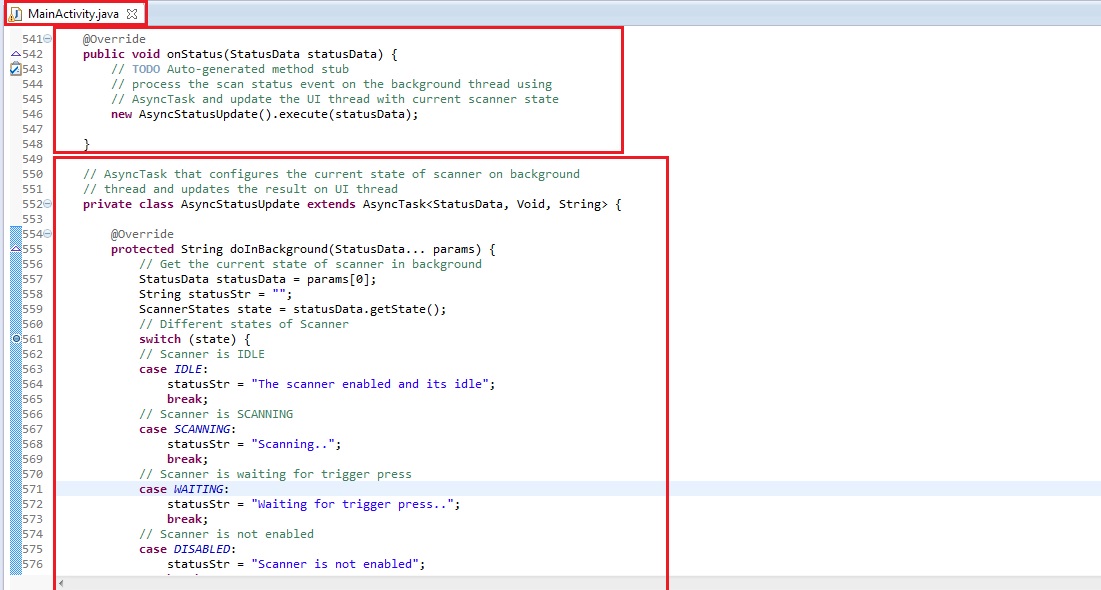 MainActivity.java
541 @Override
542 public void onStatus(StatusData statusData) {
543 // TODO Auto-generated method stub
544 // process the scan status event on the background thread using
545 // AsyncTask and update the UI thread with current scanner state
546 new AsyncStatusUpdate().execute(statusData);
547
548 }
549
550 // AsyncTask that configures the current state of scanner on background
551 // thread and updates the result on UI thread
552 private class AsyncStatusUpdate extends AsyncTask<StatusData, Void, String> {
553
554 @Override
555 protected String doInBackground(StatusData... params) {
556 // Get the current state of scanner in background
557 StatusData statusData = params[0];
558 String statusStr = "";
559 ScannerStates state = statusData.getState();
560 // Different states of Scanner
561 switch (state) {
562 // Scanner is IDLE
563 case IDLE:
564 statusStr = "The scanner enabled and its idle";
565 break;
566 // Scanner is SCANNING
567 case SCANNING:
568 statusStr = "Scanning..";
569 break;
570 // Scanner is waiting for trigger press
571 case WAITING:
572 statusStr = "Waiting for trigger press..";
573 break;
574 // Scanner is not enabled
575 case DISABLED:
576 statusStr = "Scanner is not enabled";